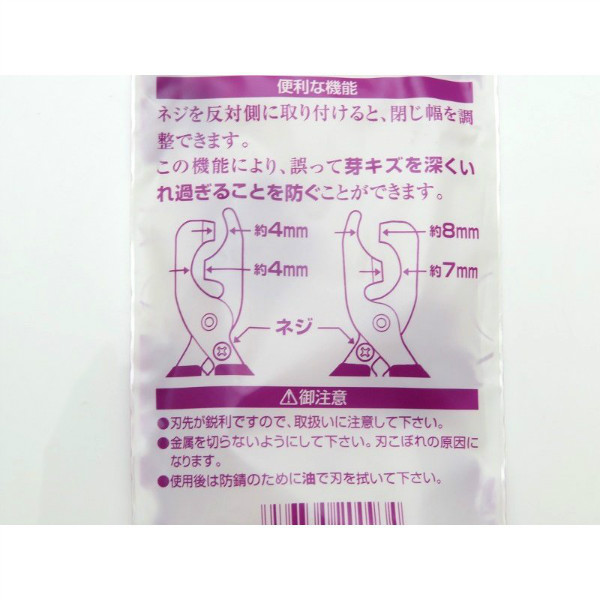 便利な機能
ネジを反対側に取り付けると、閉じ幅を調
整できます。
この機能により、誤って芽キズを深くい
れ過ぎることを防ぐことができます。
約4mm
約8mm
約4mm
約7mm
ネジ
御注意
●刃先が鋭利ですので、取扱いに注意して下さい。
●金属を切らないようにして下さい。刃こぼれの原因に
なります。
●使用後は防錆のために油で刃を拭いて下さい。